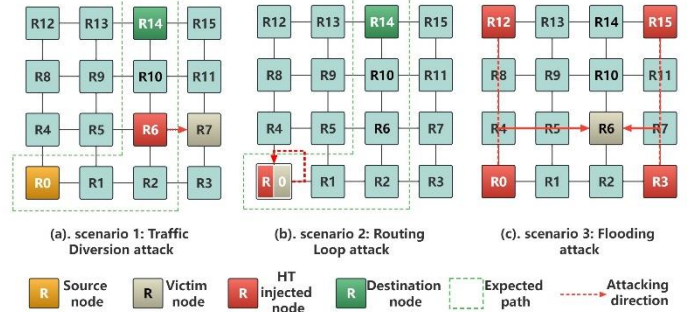 R12 R13 R14 R15
R8 R9 R10 R11
R4 R5 R6 R7
R0 R1 R2 R3
(a). scenario 1: Traffic
Diversion attack
R12 R13 R14 R15
R8 R9 R10 R11
R4 R5 R6 R7
R 0 R1 R2 R3
(b). scenario 2: Routing
Loop attack
R12 R13 R14 R15
R8 R9 R10 R11
R4 R5 R6 R7
R0 R1 R2 R3
(c). scenario 3: Flooding
attack
R Source
node
R Victim
node
R HT
injected
node
R Destination
node
Expected
path
Attacking
direction